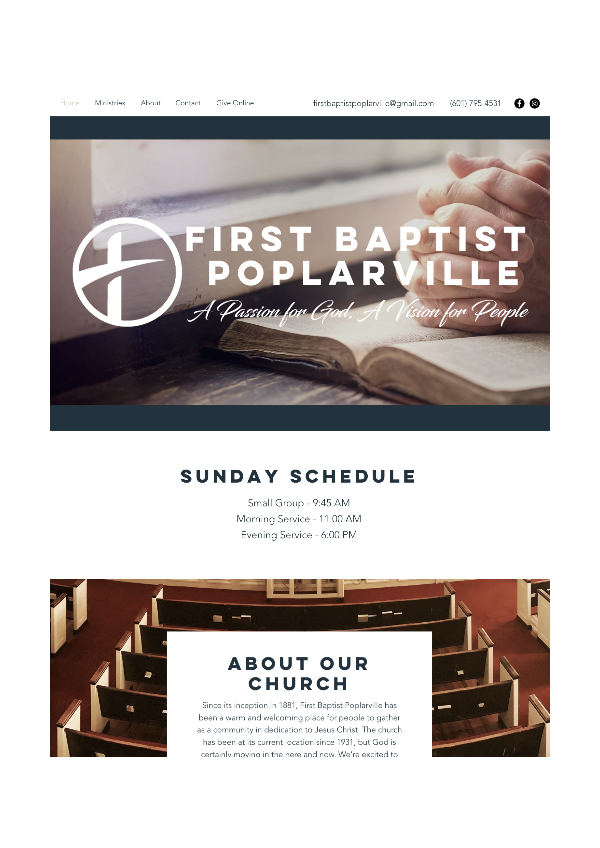 Home Ministries About Contact Give Online firstbaptistpoplarville@gmail.com (601) 795-4531
FIRST BAPTIST
POPLARVILLE
A Passion for God, A Vision for People
SUNDAY SCHEDULE
Small Group - 9:45 AM
Morning Service - 11:00 AM
Evening Service - 6:00 PM
ABOUT OUR
CHURCH
Since its inception in 1881, First Baptist Poplarville has
been a warm and welcoming place for people to gather
as a community in dedication to Jesus Christ. The church
has been at its current location since 1931, but God is
certainly moving in the here and now. We're excited to